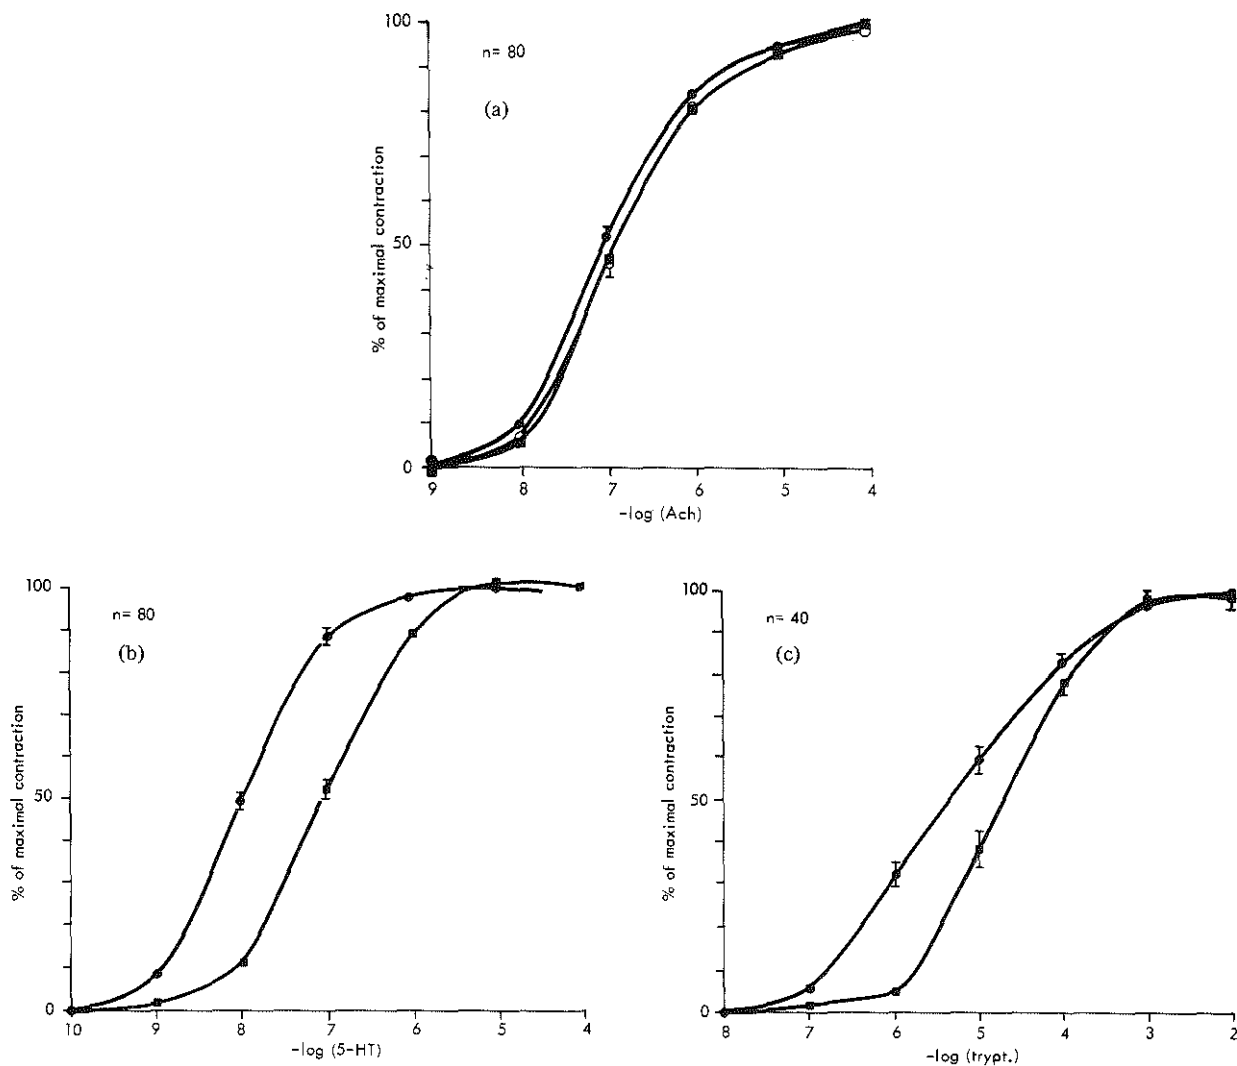 100
n= 80
(a)
% of maximal contraction
50
0
9 8 7 6 5 4
-log (Ach)
100
n= 80
(b)
% of maximal contraction
50
0
10 9 8 7 6 5 4
-log (5-HT)
100
n= 40
(c)
% of maximal contraction
50
0
8 7 6 5 4 3 2
-log (trypt.)